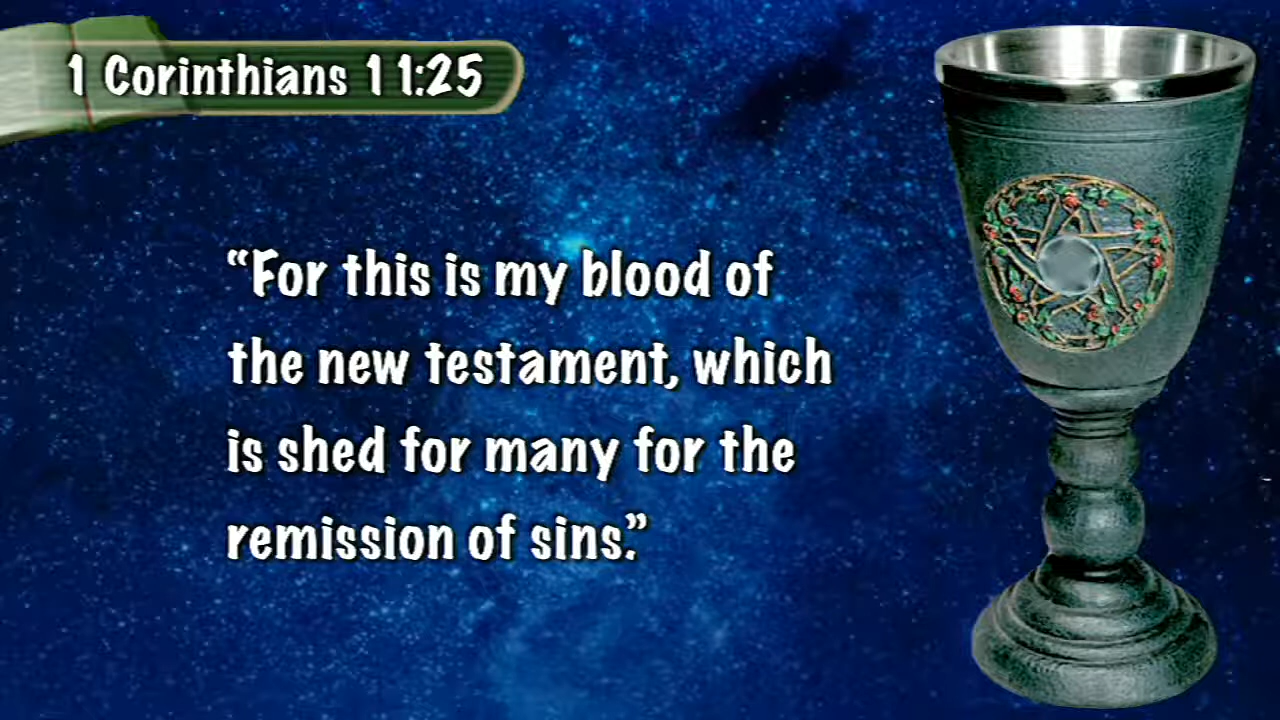 1 Corinthians 11:25
“For this is my blood of
the new testament, which
is shed for many for the
remission of sins.”